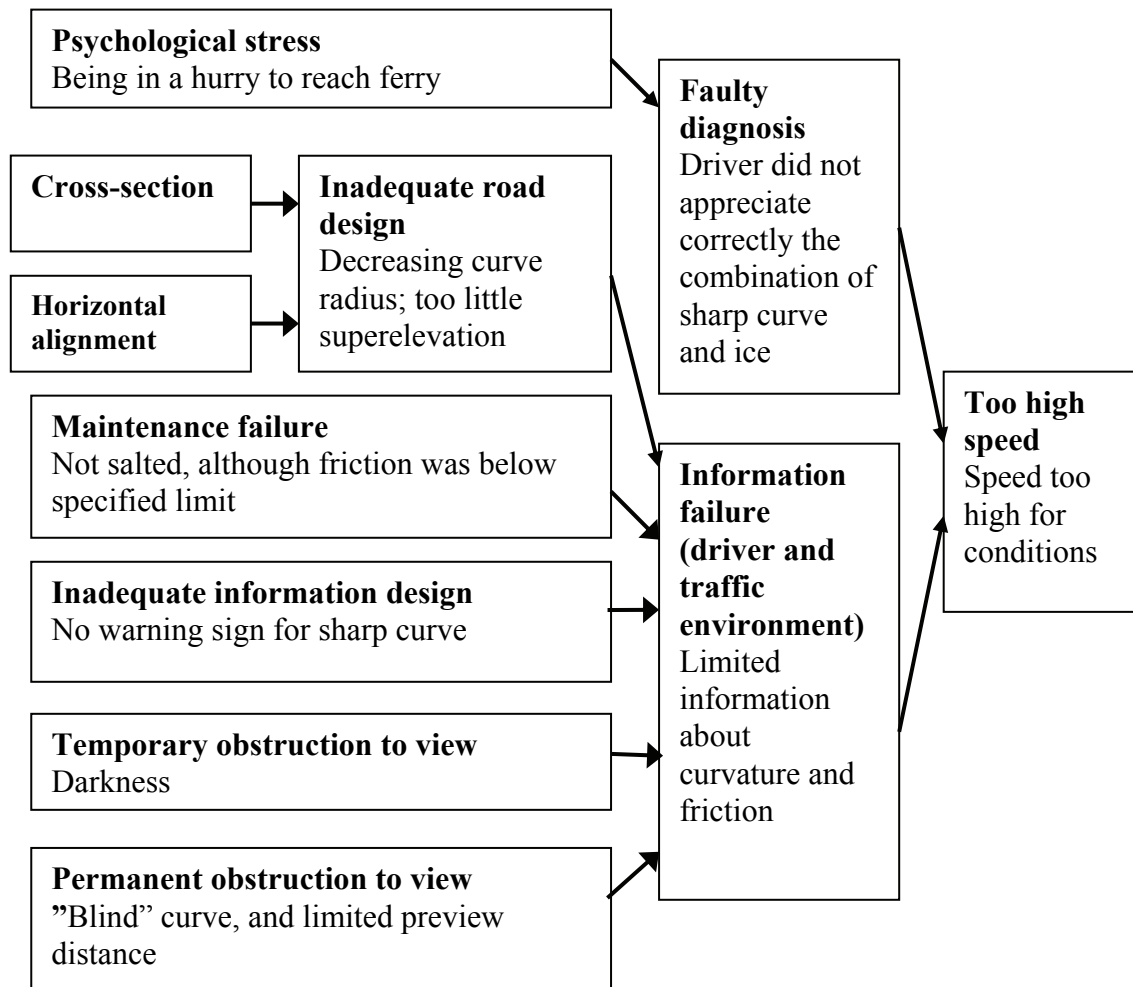 Psychological stress
Being in a hurry to reach ferry
Cross-section
Horizontal
alignment
Inadequate road
design
Decreasing curve
radius; too little
superelevation
Maintenance failure
Not salted, although friction was below
specified limit
Inadequate information design
No warning sign for sharp curve
Temporary obstruction to view
Darkness
Permanent obstruction to view
”Blind” curve, and limited preview
distance
Faulty
diagnosis
Driver did not
appreciate
correctly the
combination of
sharp curve
and ice
Information
failure
(driver and
traffic
environment)
Limited
information
about
curvature and
friction
Too high
speed
Speed too
high for
conditions